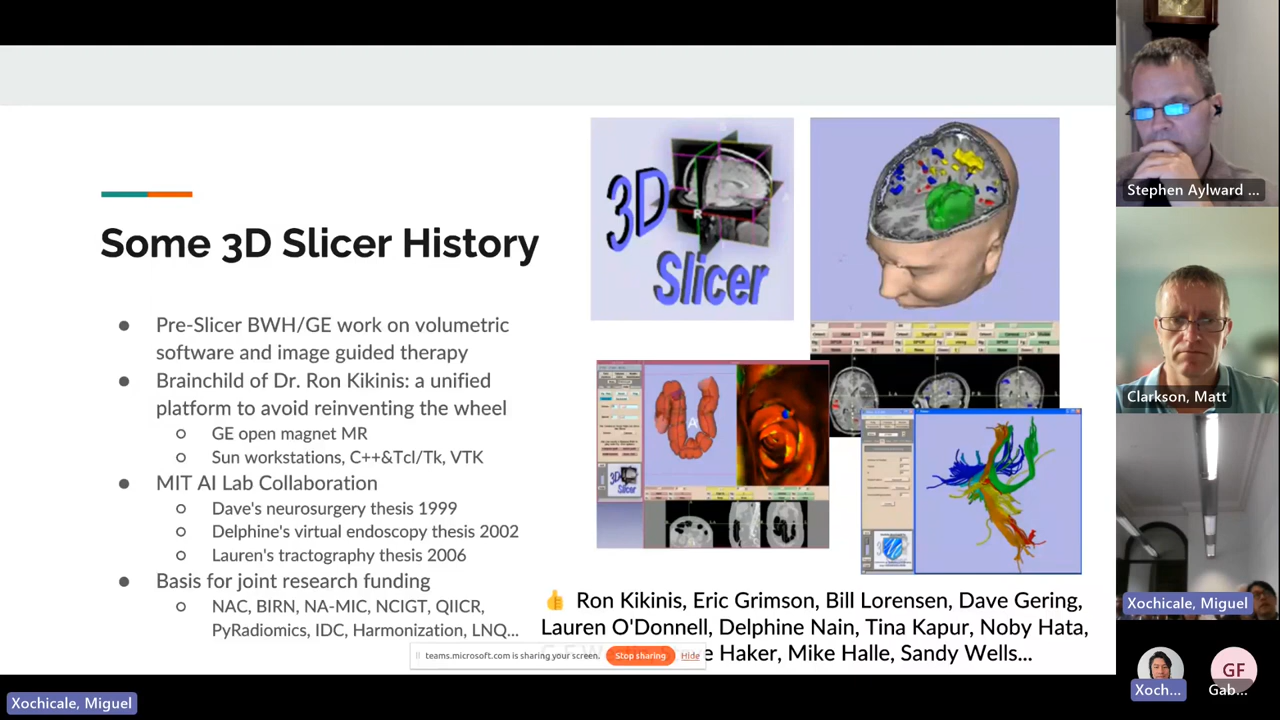 Some 3D Slicer History
● Pre-Slicer BWH/GE work on volumetric
software and image guided therapy
● Brainchild of Dr. Ron Kikinis: a unified
platform to avoid reinventing the wheel
○ GE open magnet MR
○ Sun workstations, C++&Tcl/Tk, VTK
● MIT AI Lab Collaboration
○ Dave's neurosurgery thesis 1999
○ Delphine's virtual endoscopy thesis 2002
○ Lauren's tractography thesis 2006
● Basis for joint research funding
○ NAC, BIRN, NA-MIC, NCIGT, QIICR,
PyRadiomics, IDC, Harmonization, LNQ...
3D
Slicer
R
A
3D
Slicer
👍 Ron Kikinis, Eric Grimson, Bill Lorensen, Dave Gering,
Lauren O'Donnell, Delphine Nain, Tina Kapur, Noby Hata,
Haker, Mike Halle, Sandy Wells...
teams.microsoft.com is sharing your screen. Stop sharing Hide
Xochicale, Miguel
Stephen Aylward ...
Clarkson, Matt
Xochicale, Miguel
Xoch...
GF
Gab...